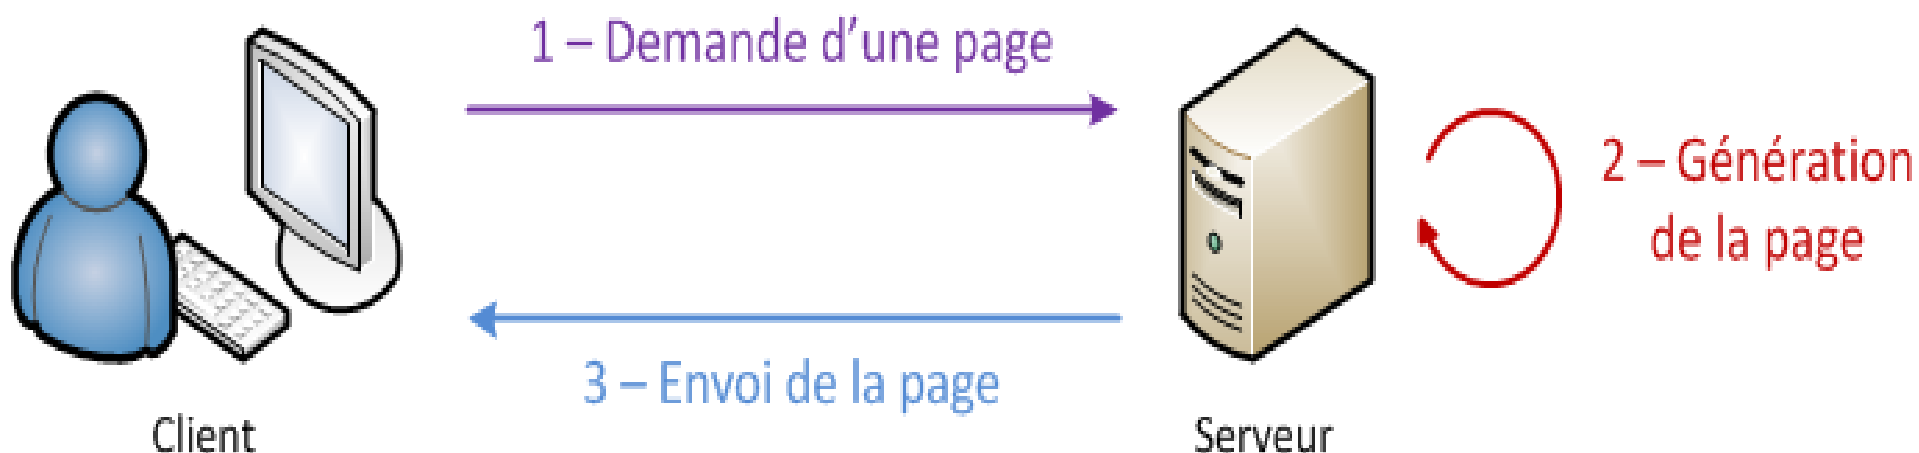 1 – Demande d’une page
2 – Génération
de la page
3 – Envoi de la page
Client
Serveur